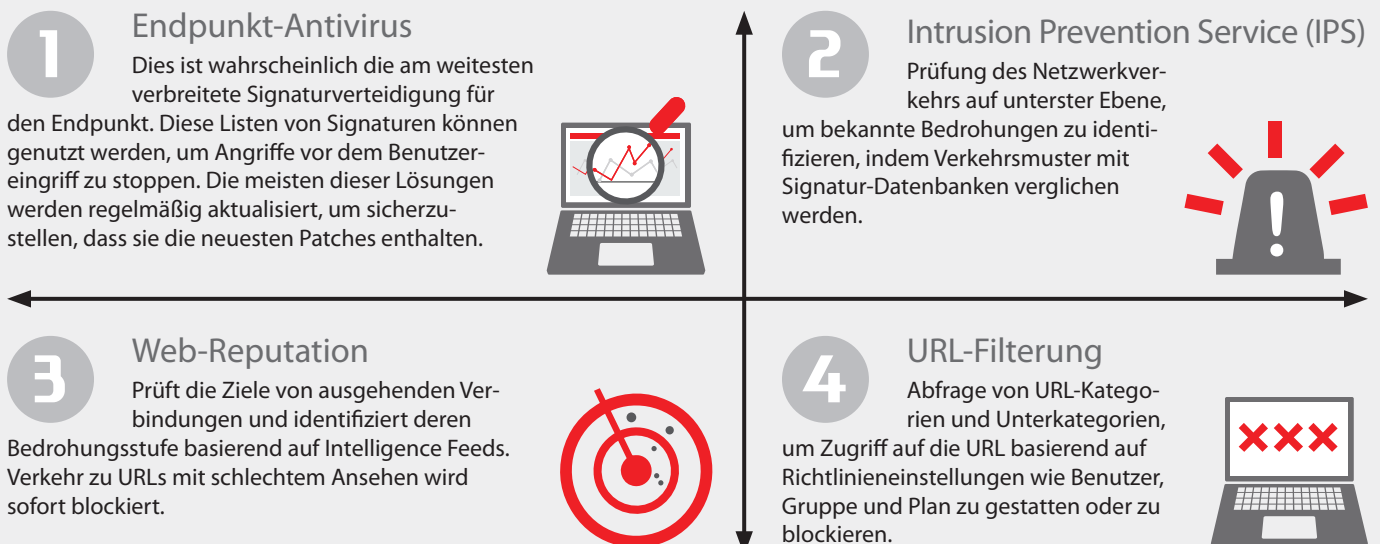 1
Endpunkt-Antivirus
Dies ist wahrscheinlich die am weitesten
verbreitete Signaturverteidigung für
den Endpunkt. Diese Listen von Signaturen können
genutzt werden, um Angriffe vor dem Benutzer-
eingriff zu stoppen. Die meisten dieser Lösungen
werden regelmäßig aktualisiert, um sicherzu-
stellen, dass sie die neuesten Patches enthalten.
2
Intrusion Prevention Service (IPS)
Prüfung des Netzwerkver-
kehrs auf unterster Ebene,
um bekannte Bedrohungen zu identi-
fizieren, indem Verkehrsmuster mit
Signatur-Datenbanken verglichen
werden.
!
3
Web-Reputation
Prüft die Ziele von ausgehenden Ver-
bindungen und identifiziert deren
Bedrohungsstufe basierend auf Intelligence Feeds.
Verkehr zu URLs mit schlechtem Ansehen wird
sofort blockiert.
4
URL-Filterung
Abfrage von URL-Katego-
rien und Unterkategorien,
um Zugriff auf die URL basierend auf
Richtlinieneinstellungen wie Benutzer,
Gruppe und Plan zu gestatten oder zu
blockieren.